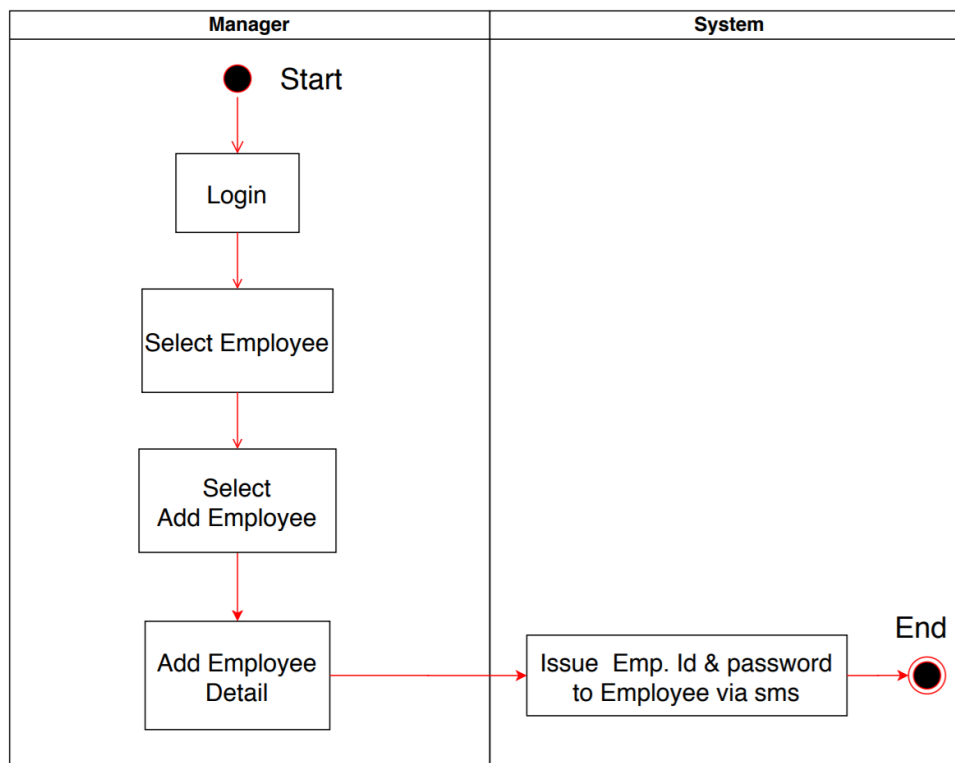 Manager
System
Start
Login
Select Employee
Select
Add Employee
Add Employee
Detail
Issue Emp. Id & password
to Employee via sms
End